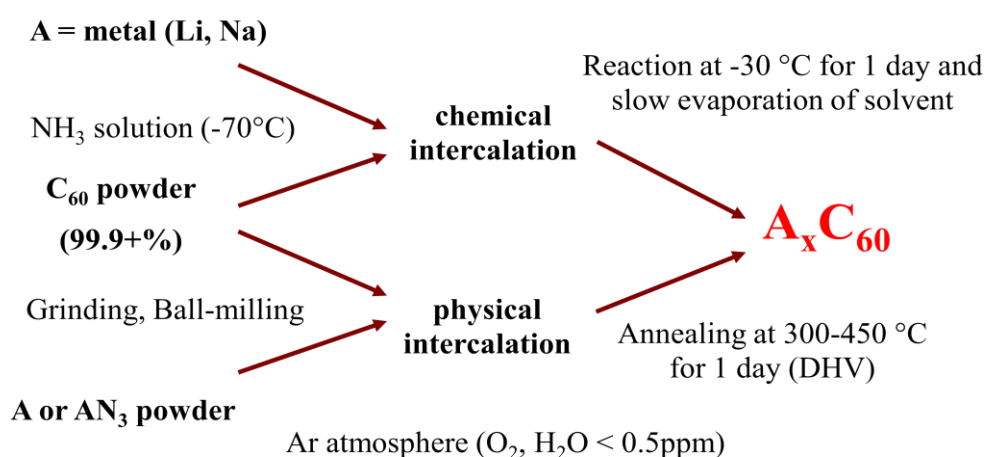 A = metal (Li, Na)
Reaction at -30 °C for 1 day and
slow evaporation of solvent
chemical
intercalation
NH₃ solution (-70°C)
C₆₀ powder
(99.9+%)
AₓC₆₀
Grinding, Ball-milling
physical
intercalation
Annealing at 300-450 °C
for 1 day (DHV)
A or AN₃ powder
Ar atmosphere (O₂, H₂O < 0.5ppm)